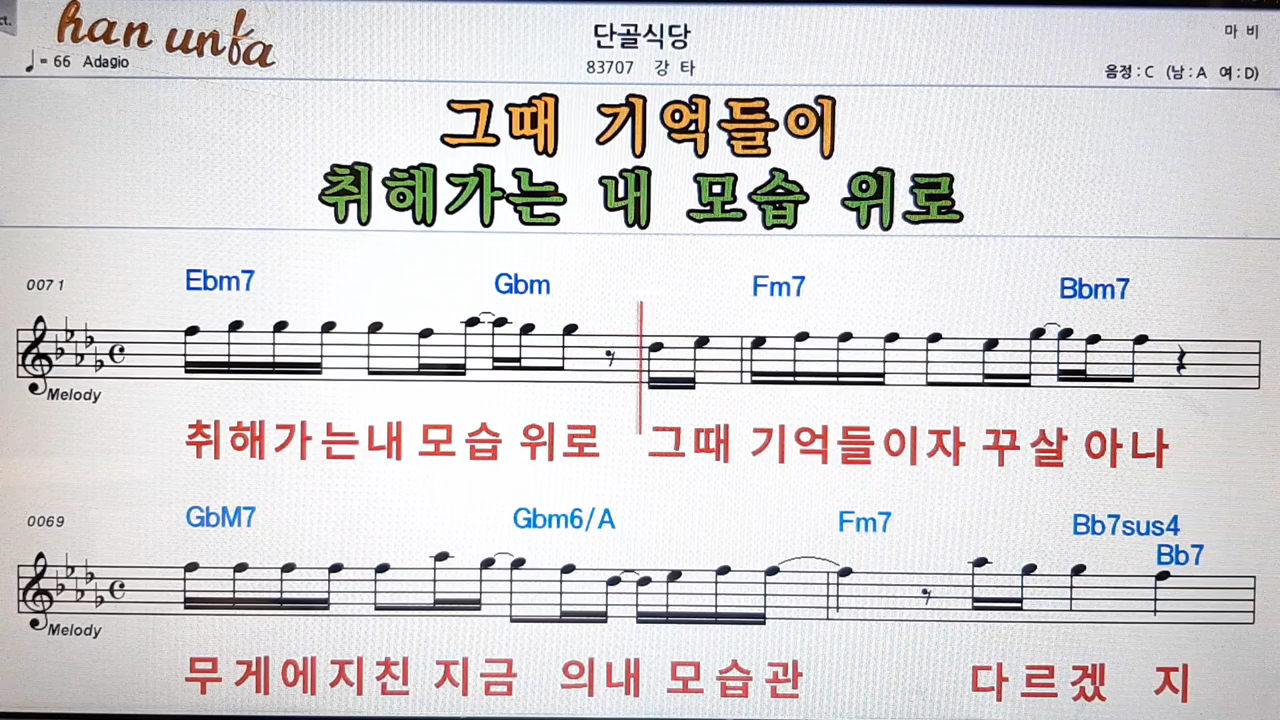 ct.
han unfa
♩= 66 Adagio
단골식당
83707 강 타
마 비
음정 : C (남 : A 여 : D)
그때 기억들이
취해가는 내 모습 위로
0071
Ebm7 Gbm Fm7 Bbm7
Melody
취해가는내 모습 위로 그때 기억들이자 꾸살 아나
0069
GbM7 Gbm6/A Fm7 Bb7sus4
Bb7
Melody
무게에지친 지금 의내 모습관 다르겠 지